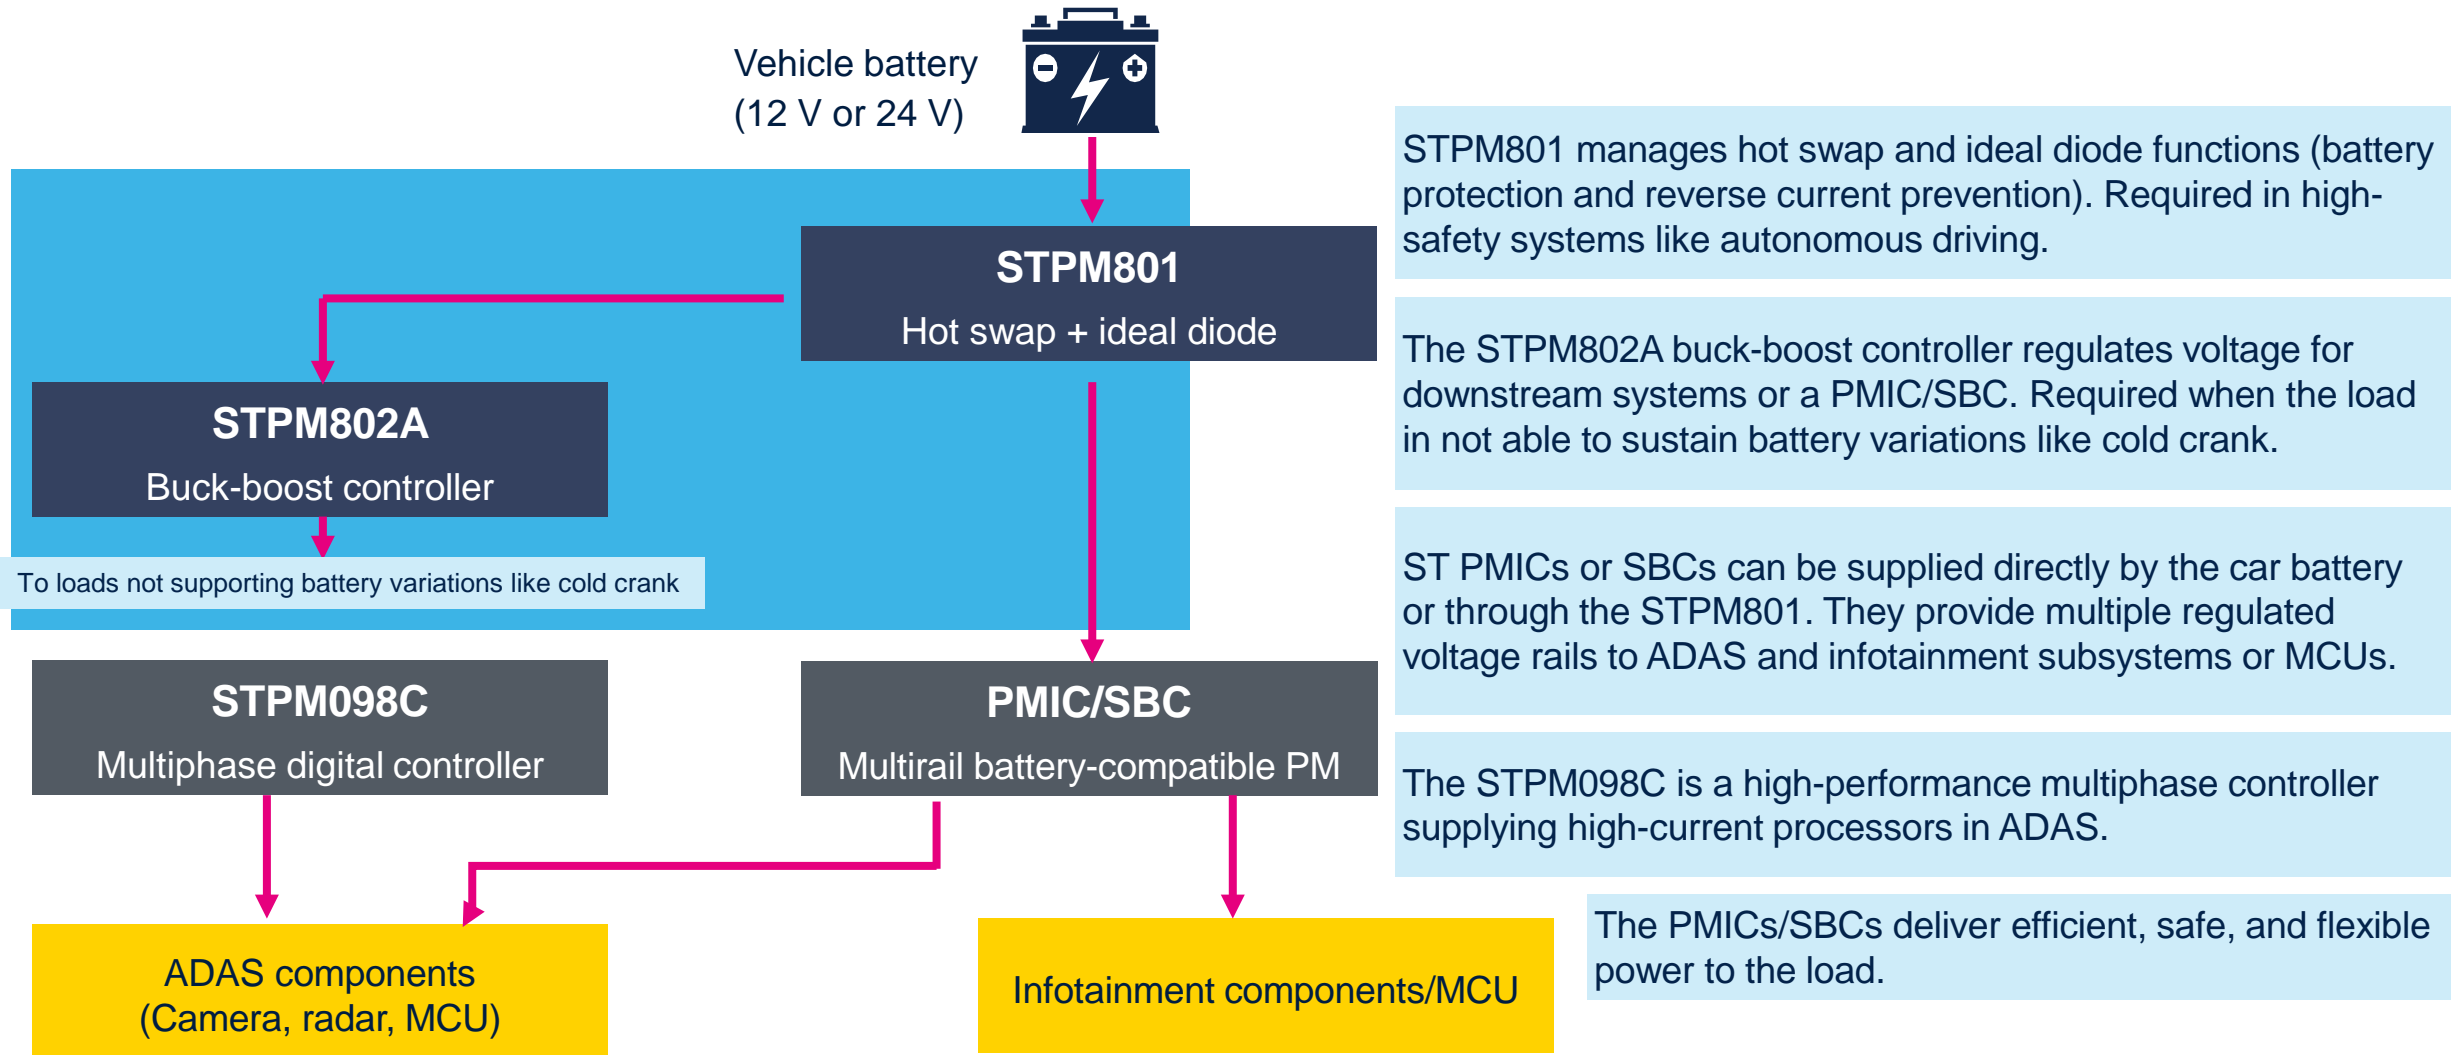 Vehicle battery
(12 V or 24 V)
STPM801
Hot swap + ideal diode
STPM802A
Buck-boost controller
To loads not supporting battery variations like cold crank
STPM098C
Multiphase digital controller
PMIC/SBC
Multirail battery-compatible PM
ADAS components
(Camera, radar, MCU)
Infotainment components/MCU
STPM801 manages hot swap and ideal diode functions (battery
protection and reverse current prevention). Required in high-
safety systems like autonomous driving.
The STPM802A buck-boost controller regulates voltage for
downstream systems or a PMIC/SBC. Required when the load
in not able to sustain battery variations like cold crank.
ST PMICs or SBCs can be supplied directly by the car battery
or through the STPM801. They provide multiple regulated
voltage rails to ADAS and infotainment subsystems or MCUs.
The STPM098C is a high-performance multiphase controller
supplying high-current processors in ADAS.
The PMICs/SBCs deliver efficient, safe, and flexible
power to the load.